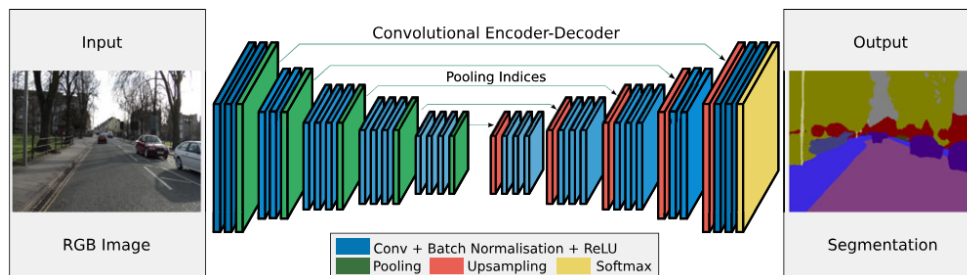 Input
Convolutional Encoder-Decoder
Output
Pooling Indices
RGB Image
Conv + Batch Normalisation + ReLU
Pooling
Upsampling
Softmax
Segmentation